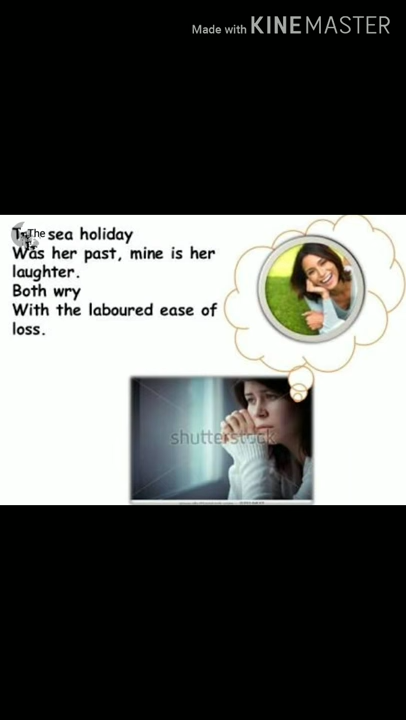 Made with KINEMASTER
The sea holiday
Was her past, mine is her
laughter.
Both wry
With the laboured ease of
loss.
shutterstock